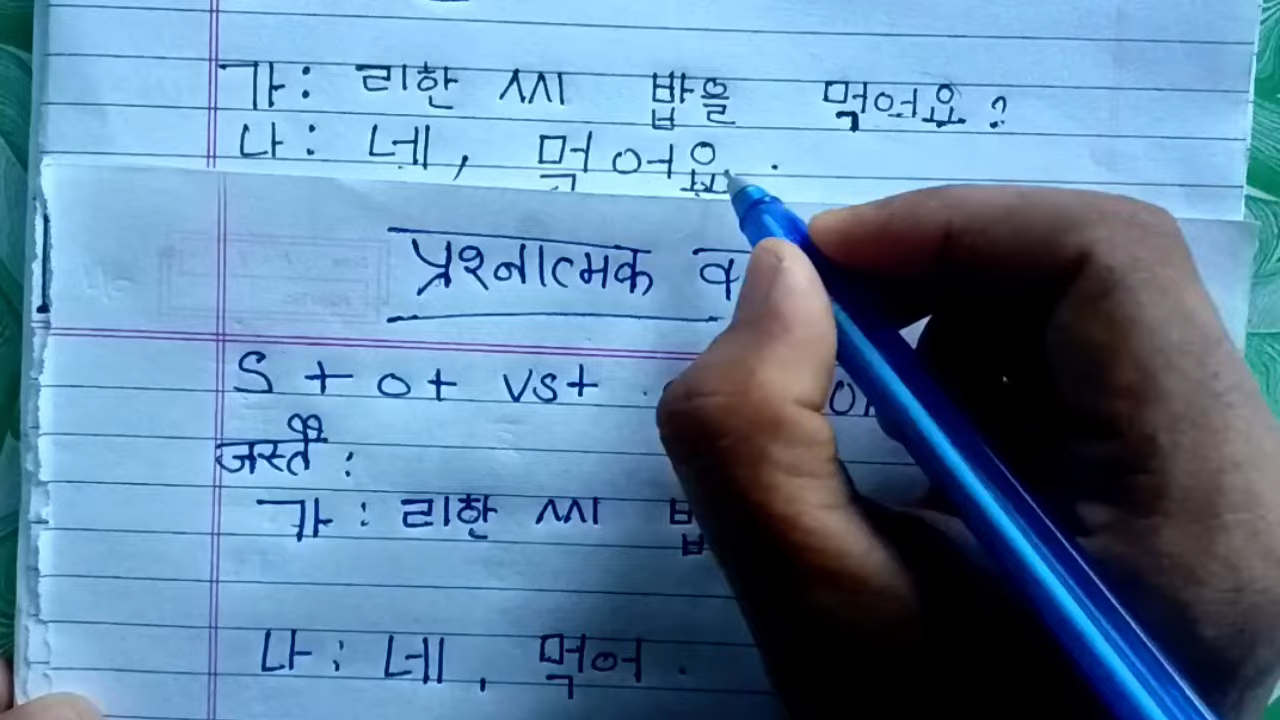 가: 리한 씨 밥을 먹어요?
나: 네, 먹어요.
प्रश्नात्मक
S + O + VS +
जस्तै :
가 : 리한 씨
나 : 네, 먹어.